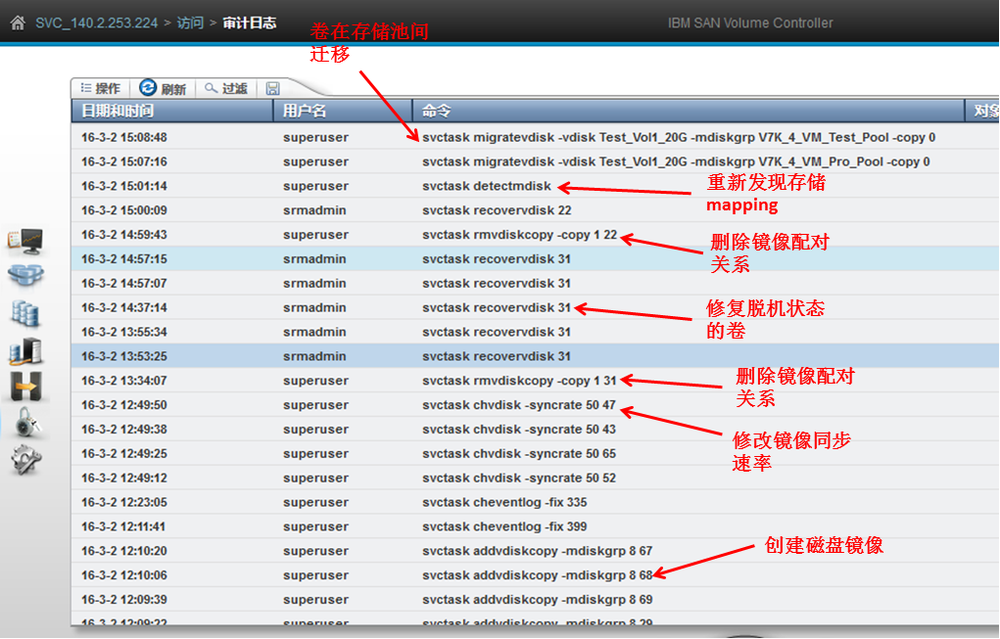 SVC_140.2.253.224 > 访问 > 审计日志
IBM SAN Volume Controller
卷在存储池间
迁移
操作 刷新 过滤
日期和时间 用户名 命令 对象
16-3-2 15:08:48 superuser svctask migratevdisk -vdisk Test_Vol1_20G -mdiskgrp V7K_4_VM_Test_Pool -copy 0
16-3-2 15:07:16 superuser svctask migratevdisk -vdisk Test_Vol1_20G -mdiskgrp V7K_4_VM_Pro_Pool -copy 0
16-3-2 15:01:14 superuser svctask detectmdisk
重新发现存储
mapping
16-3-2 15:00:09 srmadmin svctask recovervdisk 22
16-3-2 14:59:43 superuser svctask rmvdiskcopy -copy 1 22
删除镜像配对
关系
16-3-2 14:57:15 srmadmin svctask recovervdisk 31
16-3-2 14:57:07 srmadmin svctask recovervdisk 31
16-3-2 14:37:14 srmadmin svctask recovervdisk 31
修复脱机状态
的卷
16-3-2 13:55:34 srmadmin svctask recovervdisk 31
16-3-2 13:53:25 srmadmin svctask recovervdisk 31
16-3-2 13:34:07 superuser svctask rmvdiskcopy -copy 1 31
删除镜像配对
关系
16-3-2 12:49:50 superuser svctask chvdisk -syncrate 50 47
16-3-2 12:49:38 superuser svctask chvdisk -syncrate 50 43
修改镜像同步
速率
16-3-2 12:49:25 superuser svctask chvdisk -syncrate 50 65
16-3-2 12:49:12 superuser svctask chvdisk -syncrate 50 52
16-3-2 12:23:05 superuser svctask cheventlog -fix 335
16-3-2 12:11:41 superuser svctask cheventlog -fix 399
16-3-2 12:10:20 superuser svctask addvdiskcopy -mdiskgrp 8 67
创建磁盘镜像
16-3-2 12:10:06 superuser svctask addvdiskcopy -mdiskgrp 8 68
16-3-2 12:09:39 superuser svctask addvdiskcopy -mdiskgrp 8 69
16-3-2 12:09:22 superuser svctask addvdiskcopy -mdiskgrp 8 29